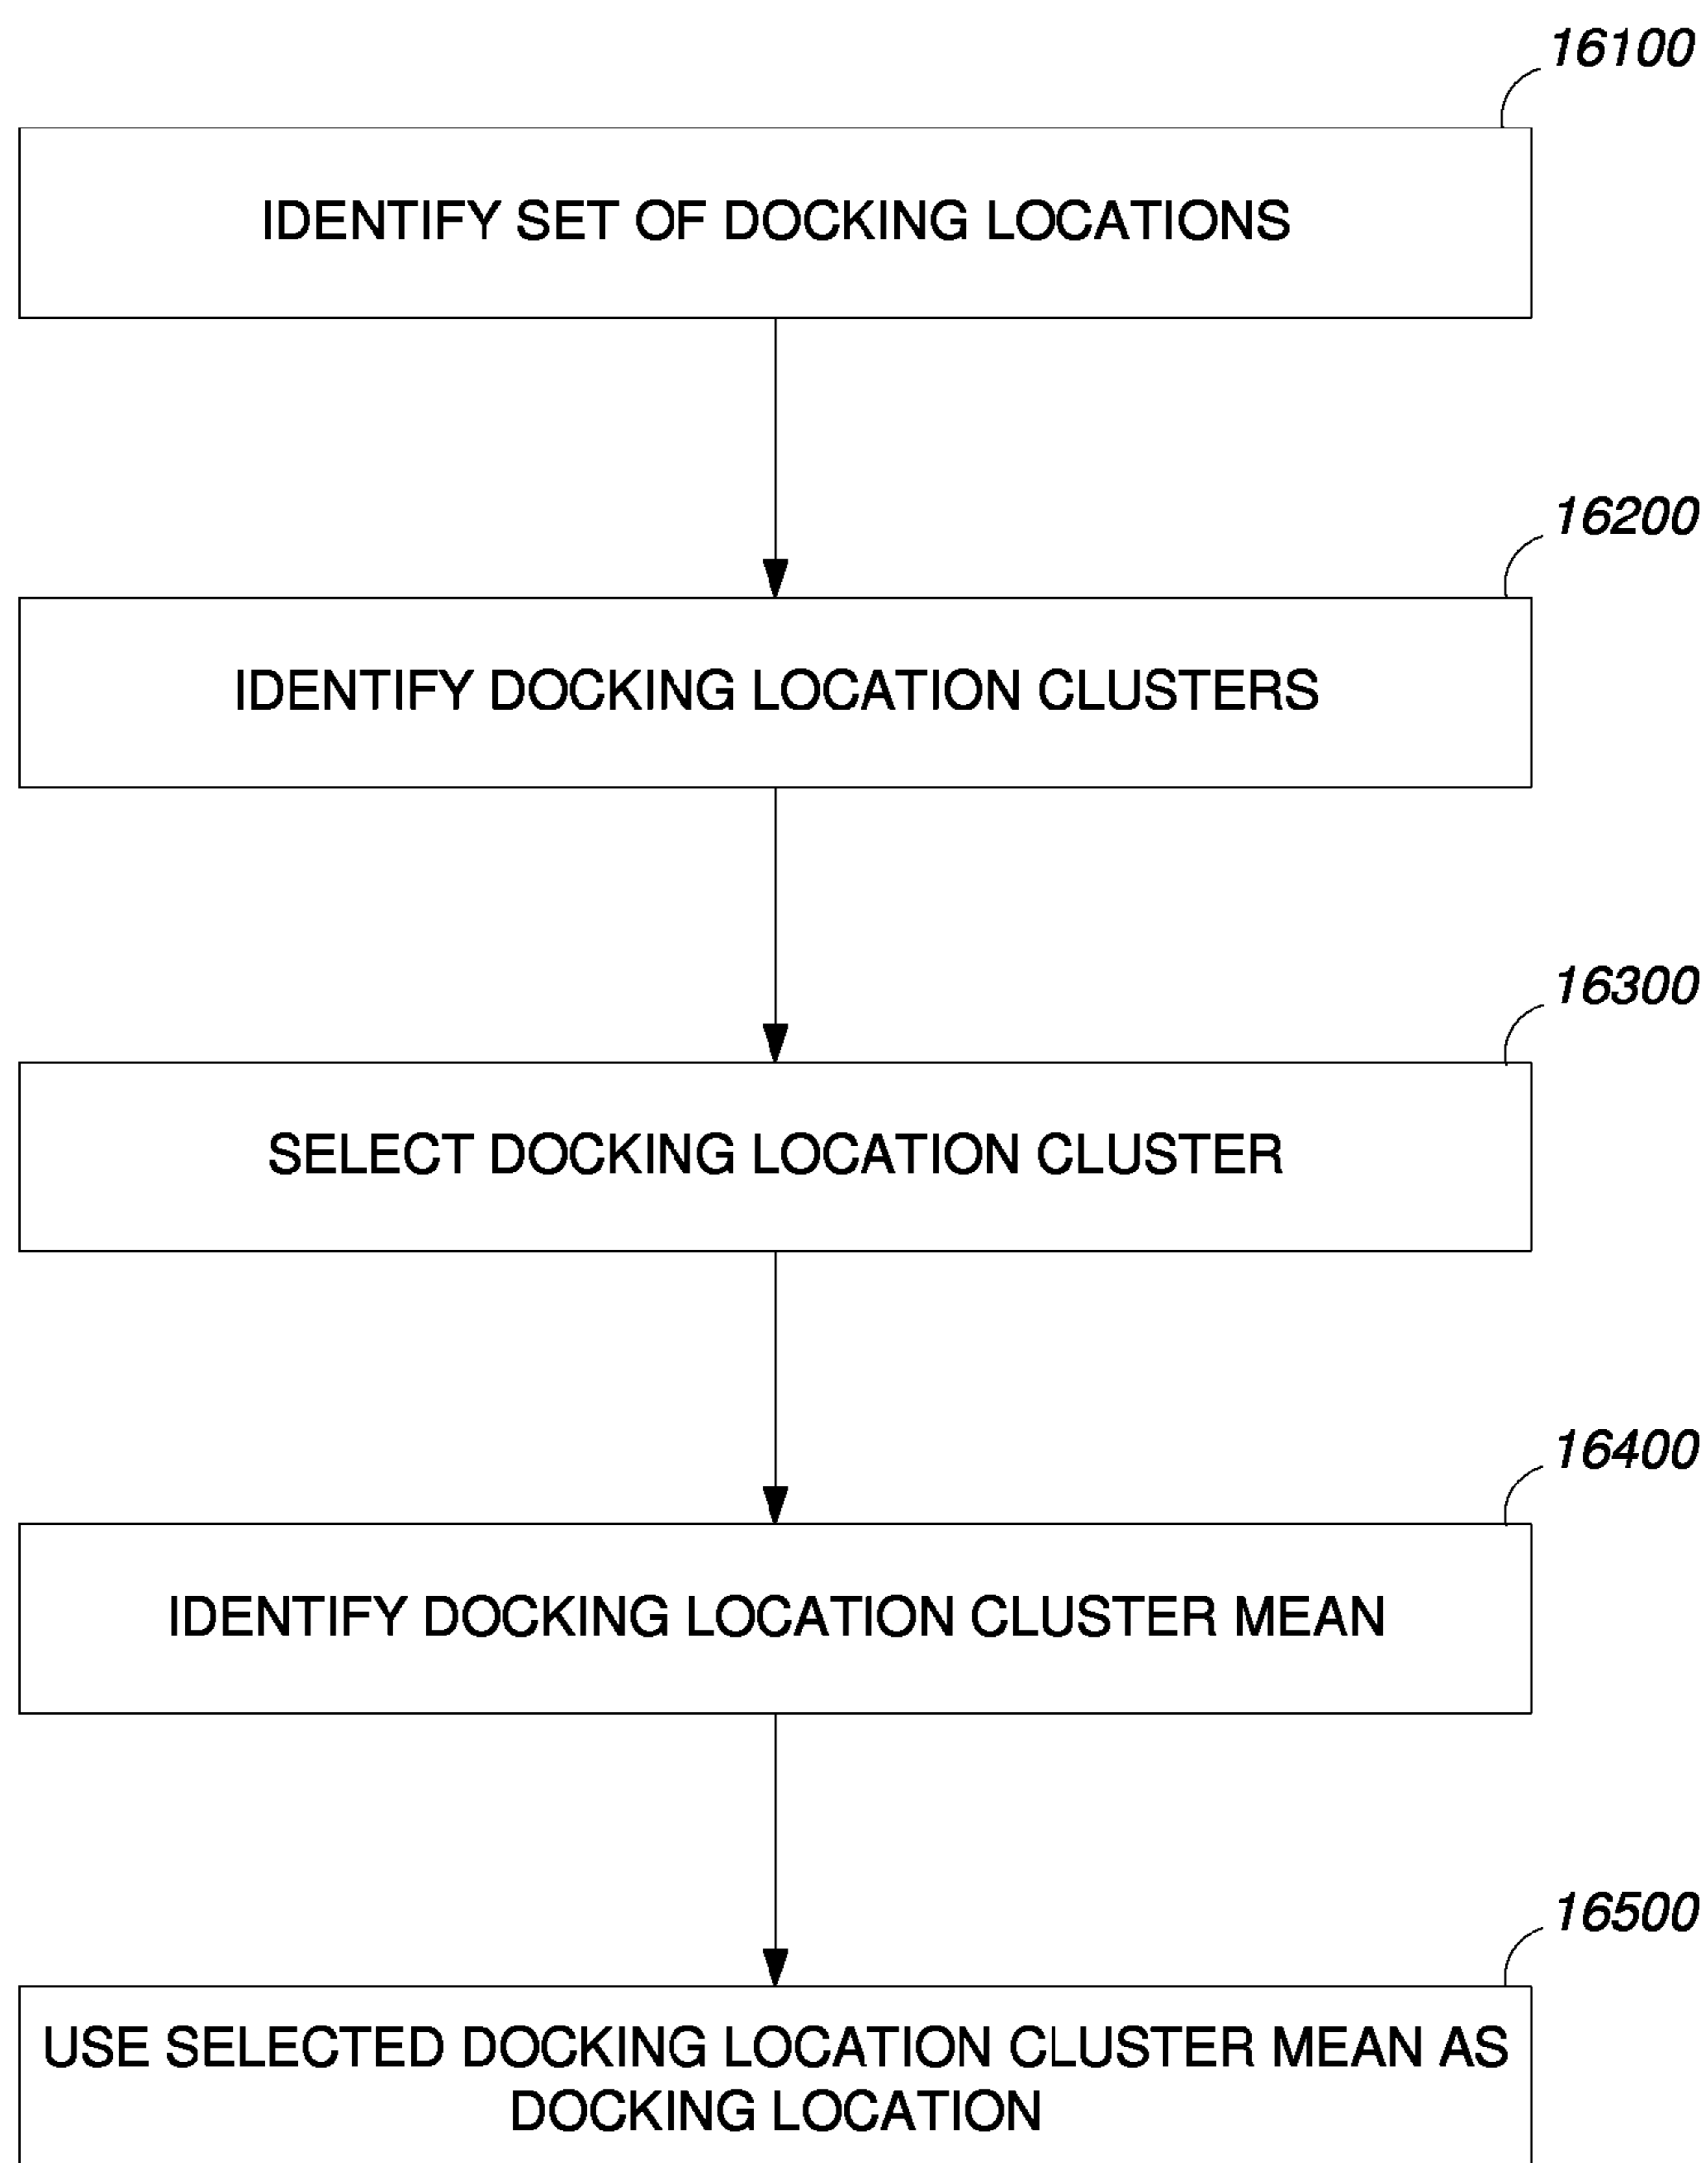 16100
IDENTIFY SET OF DOCKING LOCATIONS
16200
IDENTIFY DOCKING LOCATION CLUSTERS
16300
SELECT DOCKING LOCATION CLUSTER
16400
IDENTIFY DOCKING LOCATION CLUSTER MEAN
16500
USE SELECTED DOCKING LOCATION CLUSTER MEAN AS
DOCKING LOCATION